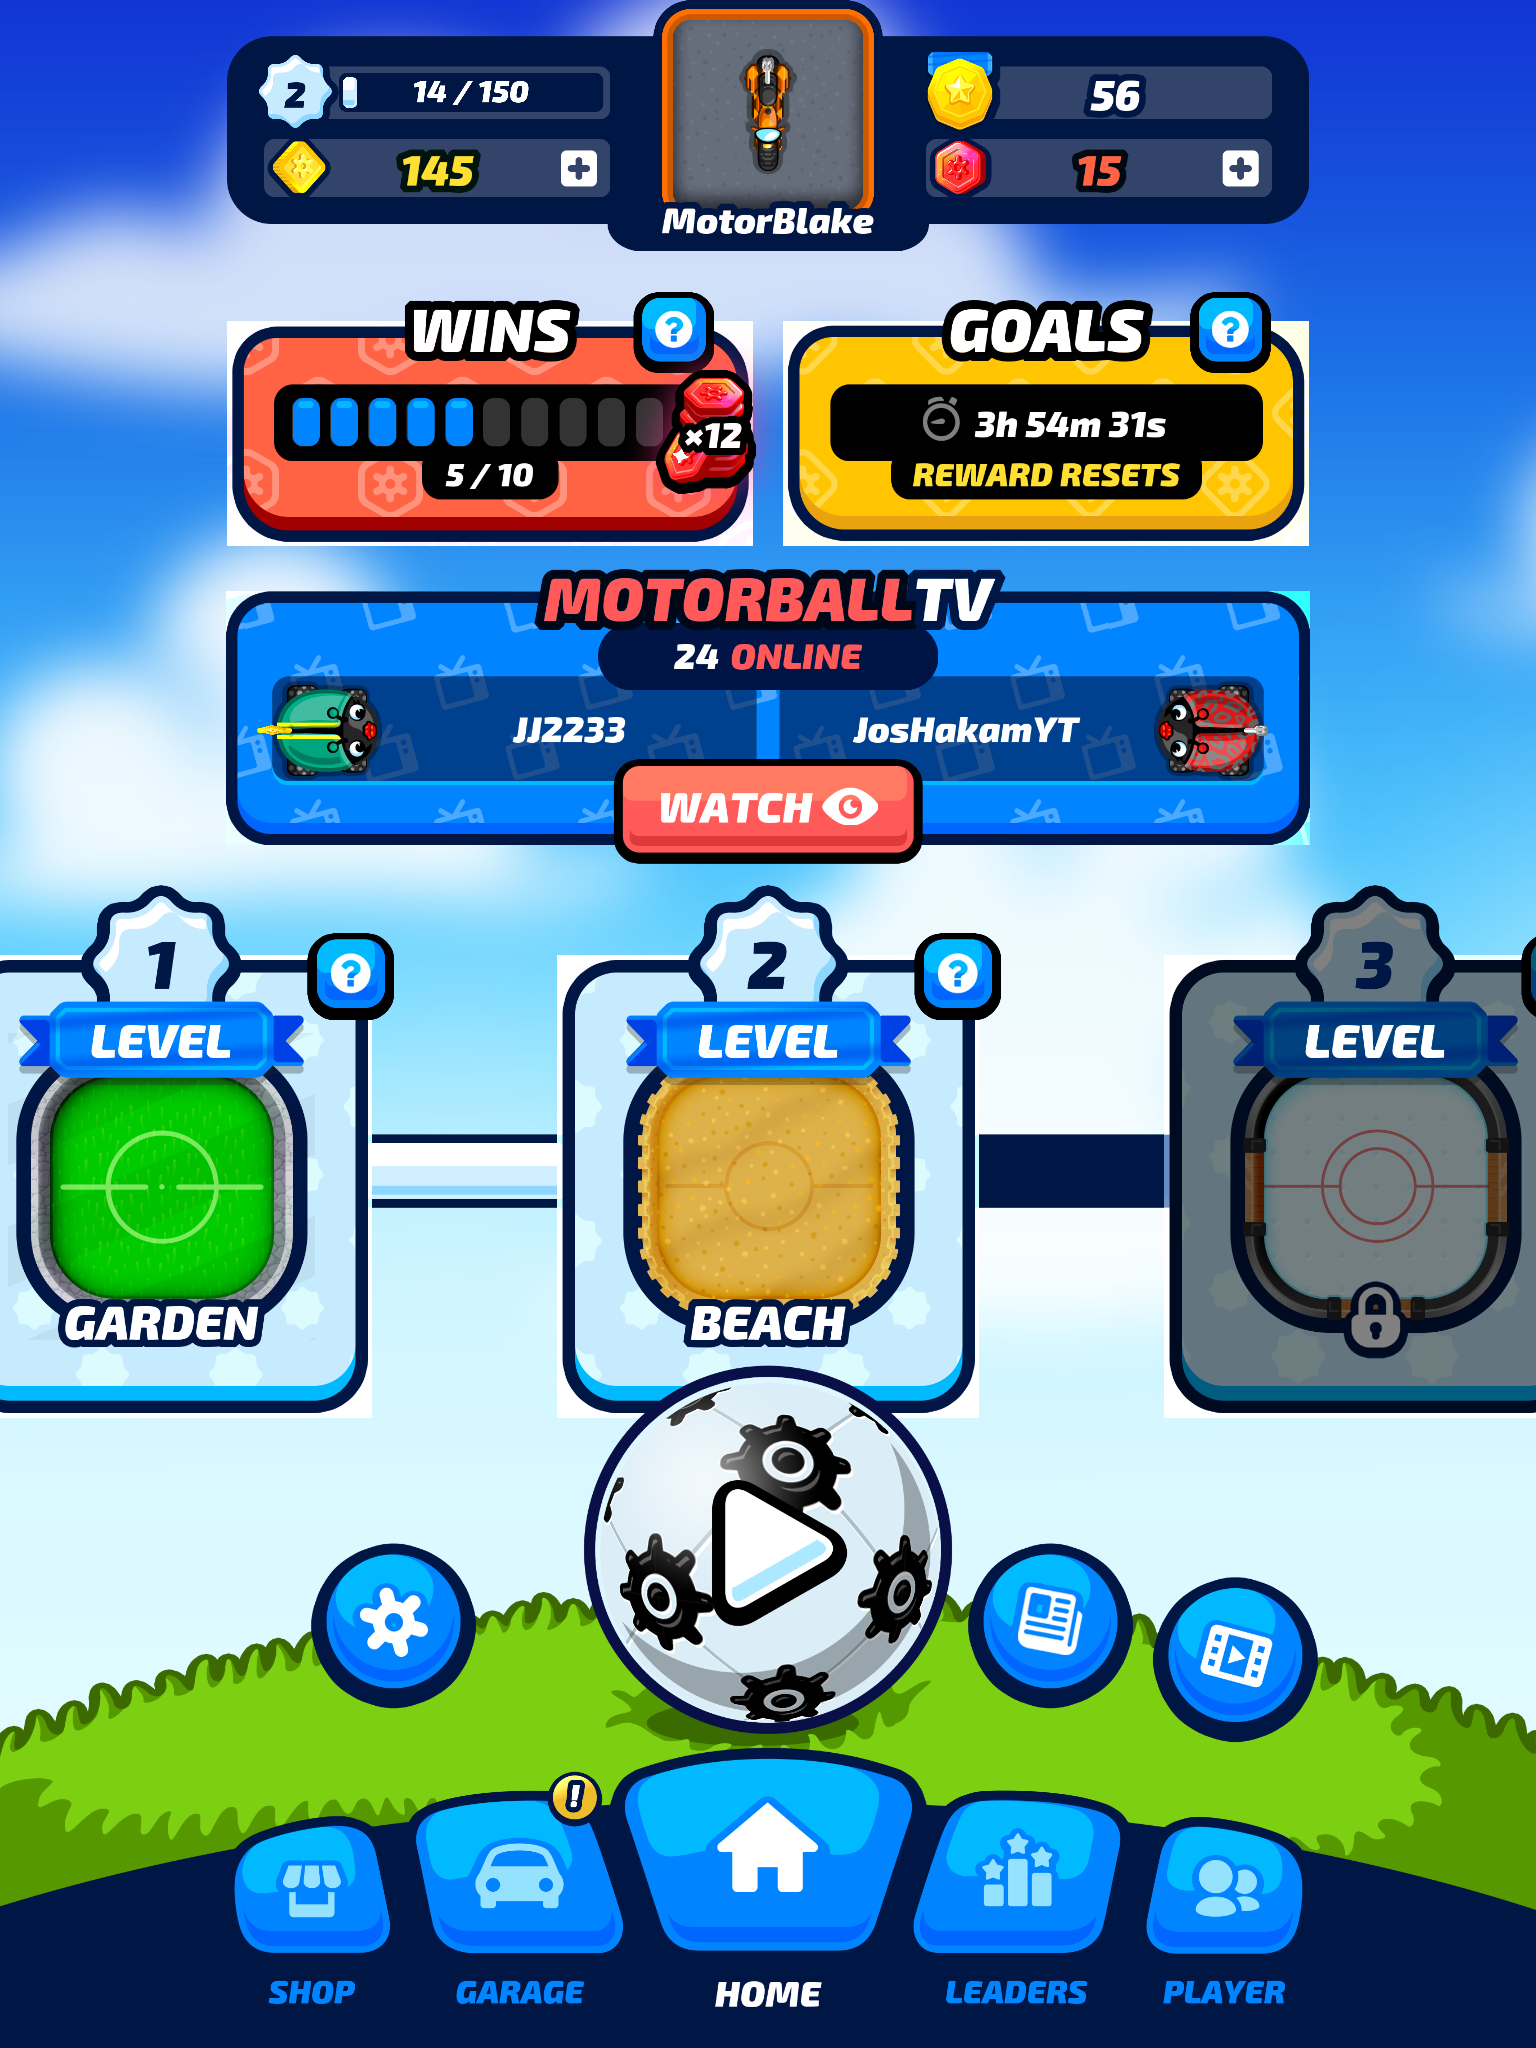 2
14 / 150
56
145
15
MotorBlake
WINS
?
GOALS
?
×12
5 / 10
3h 54m 31s
REWARD RESETS
MOTORBALLTV
24 ONLINE
JJ2233
JosHakamYT
WATCH
1
?
2
?
3
LEVEL
LEVEL
LEVEL
GARDEN
BEACH
!
SHOP
GARAGE
HOME
LEADERS
PLAYER